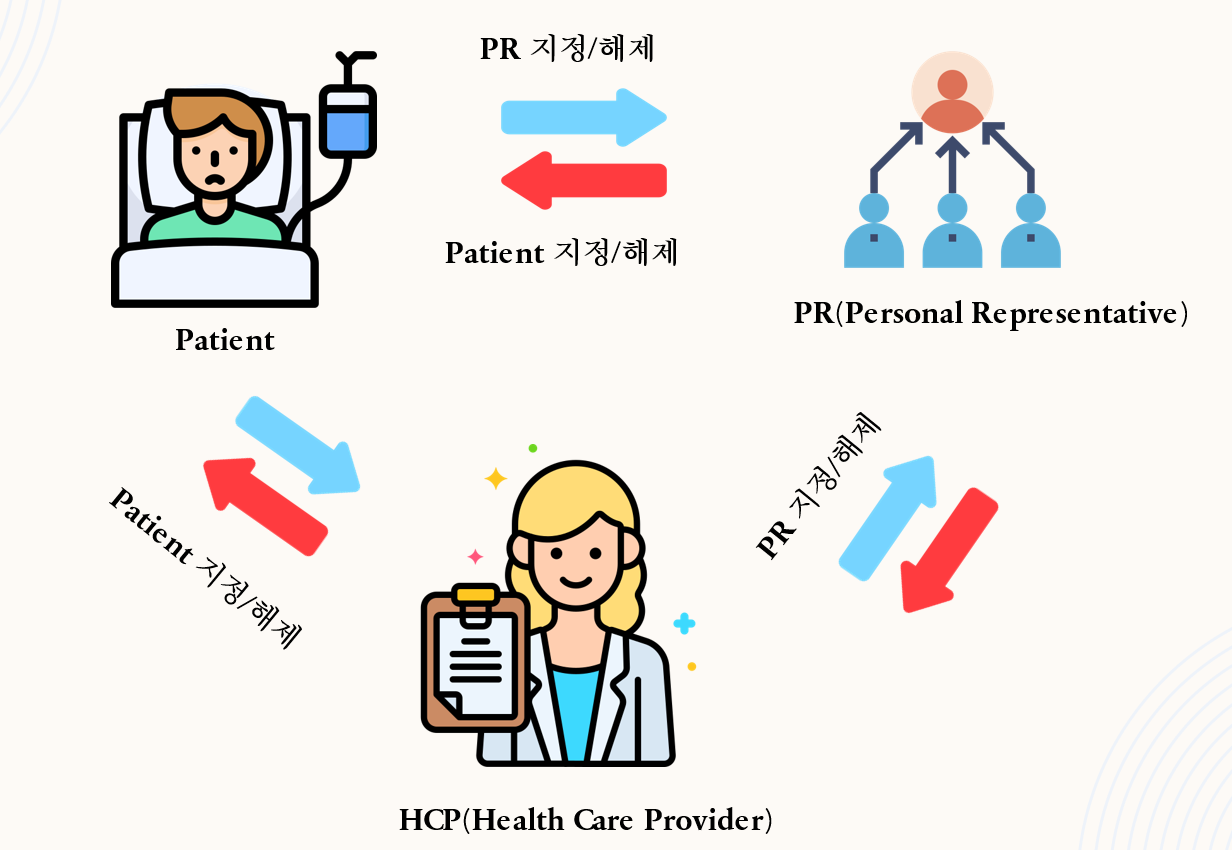 PR 지정/해제
Patient 지정/해제
PR(Personal Representative)
Patient
PR 지정/해제
Patient 지정/해제
HCP(Health Care Provider)